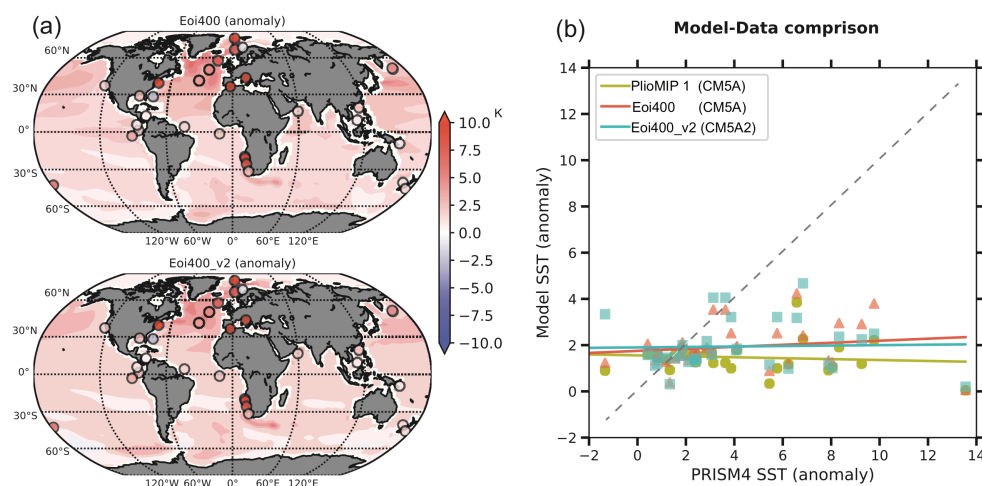 (a)
Eoi400 (anomaly)
60°N
30°N
0°
30°S
60°S
120°W 60°W 0° 60°E 120°E
Eoi400_v2 (anomaly)
60°N
30°N
0°
30°S
60°S
120°W 60°W 0° 60°E 120°E
K
10.0
7.5
5.0
2.5
0.0
−2.5
−5.0
−7.5
−10.0
(b)
Model-Data comprison
PlioMIP 1 (CM5A)
Eoi400 (CM5A)
Eoi400_v2 (CM5A2)
Model SST (anomaly)
14
12
10
8
6
4
2
0
−2
−2 0 2 4 6 8 10 12 14
PRISM4 SST (anomaly)